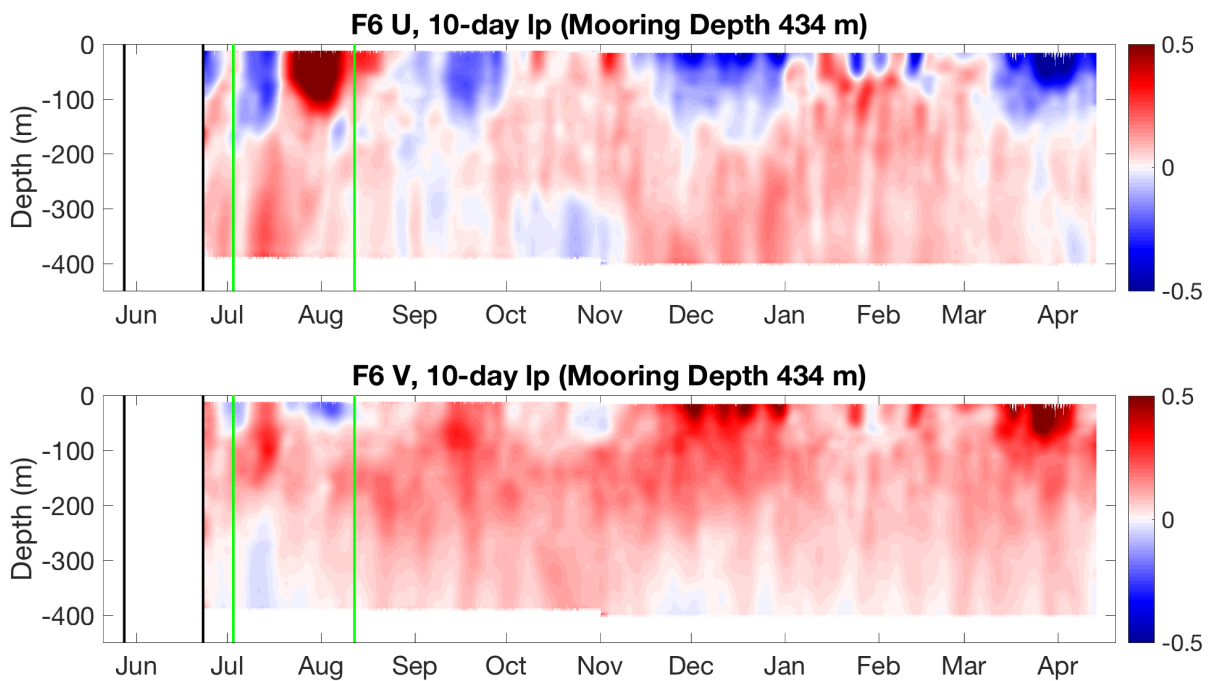 F6 U, 10-day lp (Mooring Depth 434 m)
Depth (m)
0
-100
-200
-300
-400
Jun Jul Aug Sep Oct Nov Dec Jan Feb Mar Apr
0.5
0
-0.5
F6 V, 10-day lp (Mooring Depth 434 m)
Depth (m)
0
-100
-200
-300
-400
Jun Jul Aug Sep Oct Nov Dec Jan Feb Mar Apr
0.5
0
-0.5